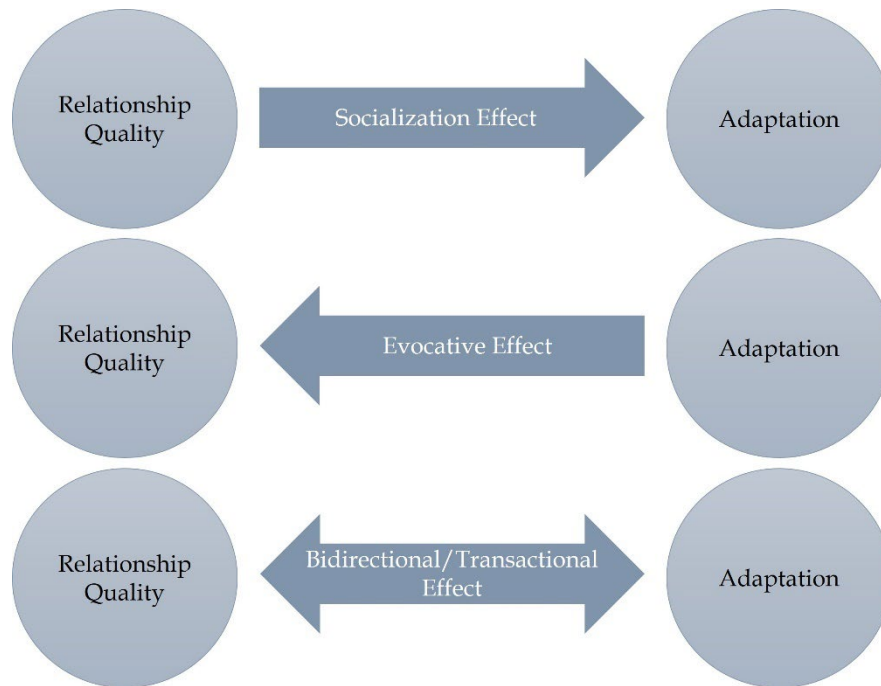 Relationship
Quality
Socialization Effect
Adaptation
Relationship
Quality
Evocative Effect
Adaptation
Relationship
Quality
Bidirectional/Transactional
Effect
Adaptation